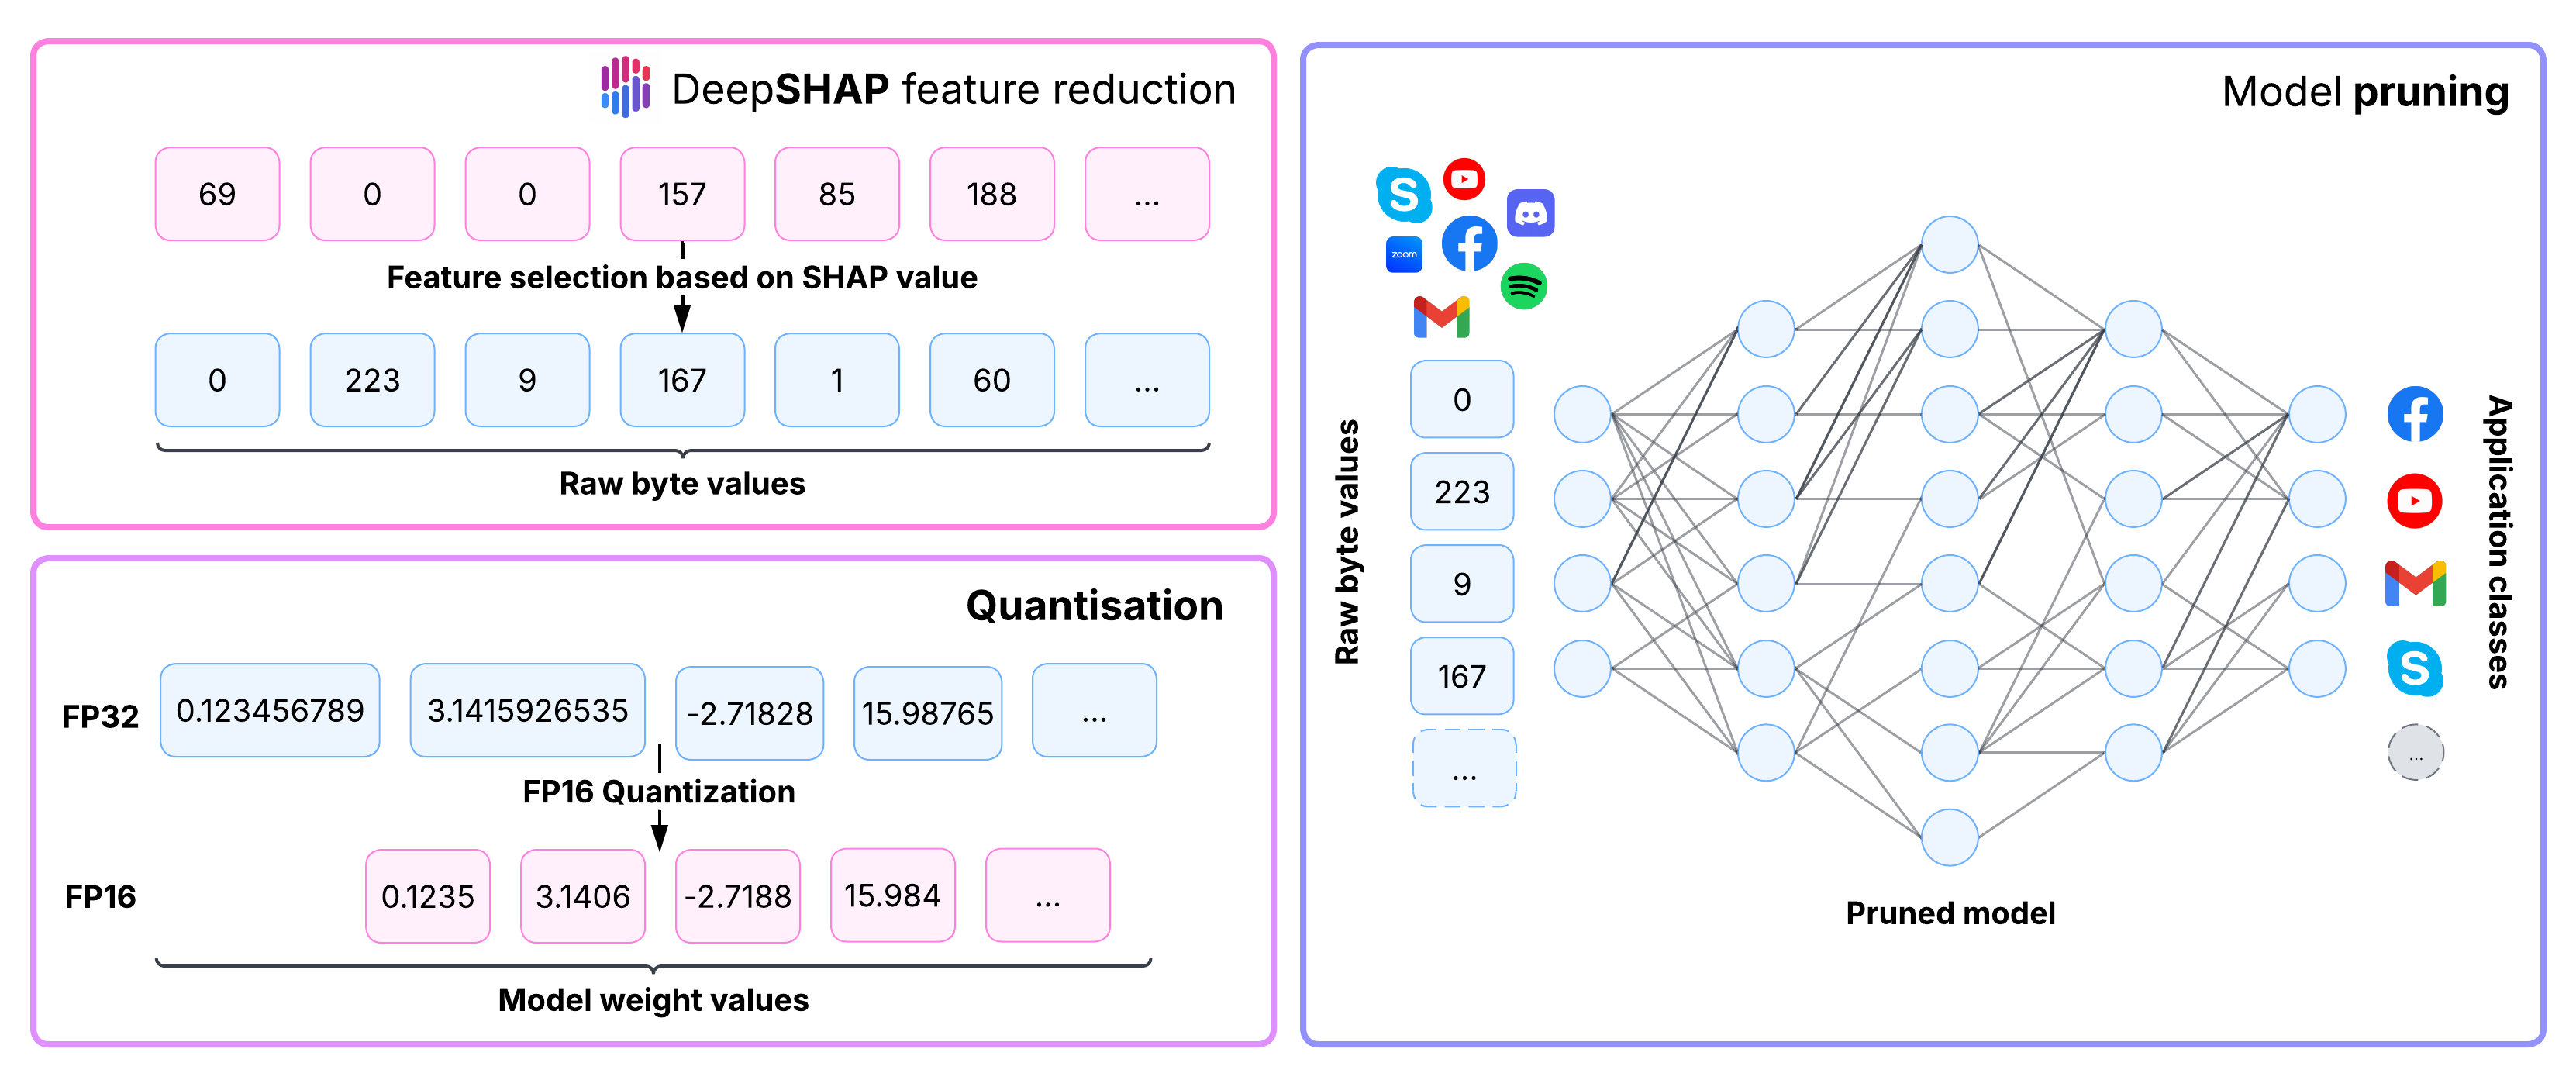 DeepSHAP feature reduction
69 0 0 157 85 188 ...
Feature selection based on SHAP value
0 223 9 167 1 60 ...
Raw byte values
Quantisation
FP32 0.123456789 3.1415926535 -2.71828 15.98765 ...
FP16 Quantization
FP16 0.1235 3.1406 -2.7188 15.984 ...
Model weight values
Model pruning
zoom
Raw byte values
0
223
9
167
...
Application classes
...
Pruned model